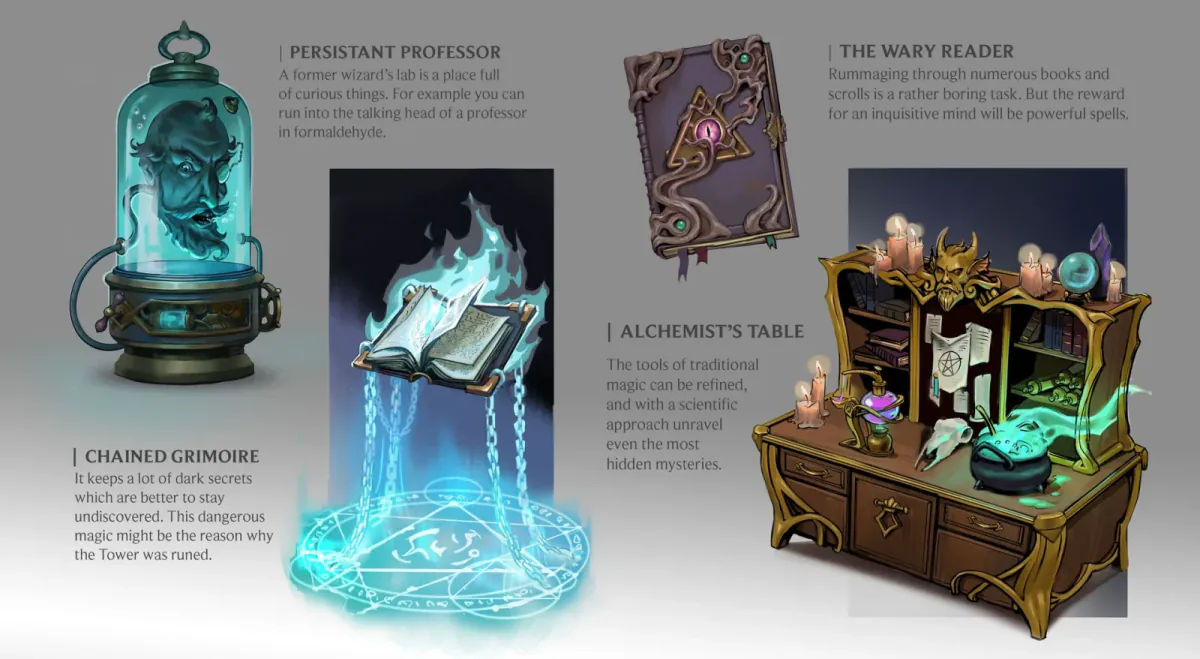 | PERSISTANT PROFESSOR
A former wizard's lab is a place full
of curious things. For example you can
run into the talking head of a professor
in formaldehyde.
| THE WARY READER
Rummaging through numerous books and
scrolls is a rather boring task. But the reward
for an inquisitive mind will be powerful spells.
| CHAINED GRIMOIRE
It keeps a lot of dark secrets
which are better to stay
undiscovered. This dangerous
magic might be the reason why
the Tower was runed.
| ALCHEMIST'S TABLE
The tools of traditional
magic can be refined,
and with a scientific
approach unravel
even the most
hidden mysteries.